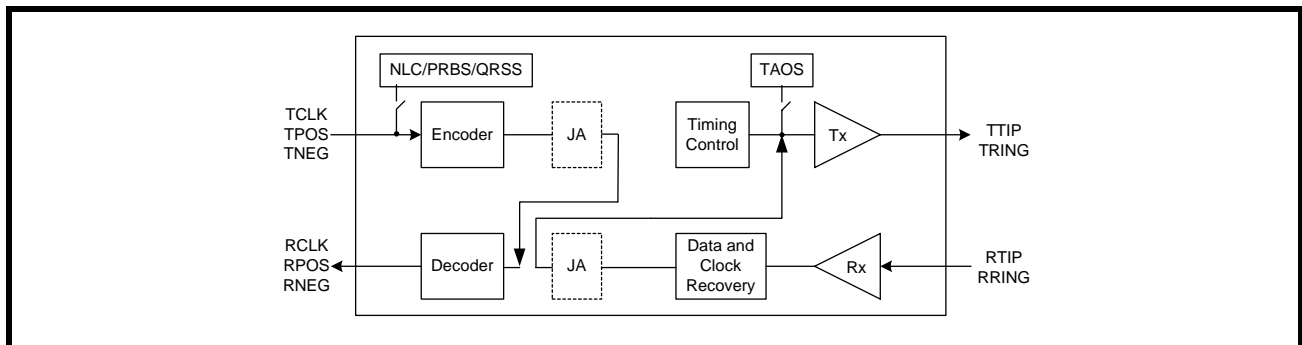 NLC/PRBS/QRSS
TAOS
TCLK
TPOS
TNEG
Encoder
JA
Timing
Control
Tx
TTIP
TRING
RCLK
RPOS
RNEG
Decoder
JA
Data and
Clock
Recovery
Rx
RTIP
RRING